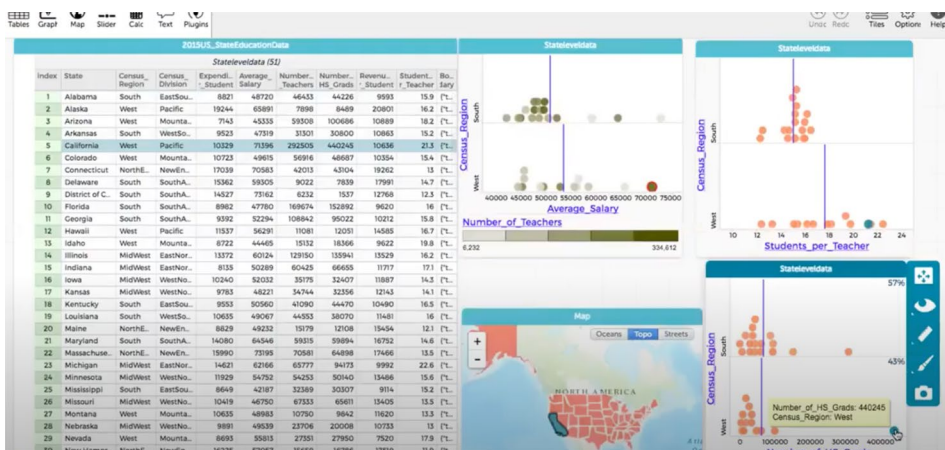 Tables Graph Map Slider Calc Text Plugins
Tiles Option Help
2015US_StateEducationData
Stateleveldata (51)
Index State Census_Region Census_Division Expendi... _Student Average_Salary Number... _Teachers Number... HS_Grads Revenu... _Student Student... r_Teacher Bo... dary
1 Alabama South EastSou... 8821 48720 46433 44226 9593 15.9 {"t...
2 Alaska West Pacific 19244 65891 7898 8489 20801 16.2 {"t...
3 Arizona West Mounta... 7143 45335 59308 100686 10889 18.2 {"t...
4 Arkansas South WestSo... 9523 47319 31301 30800 10863 15.2 {"t...
5 California West Pacific 10329 71396 292505 440245 10636 21.3 {"t...
6 Colorado West Mounta... 10723 49615 56916 48687 10354 15.4 {"t...
7 Connecticut NorthE... NewEn... 17039 70583 42013 43104 19262 13 {"t...
8 Delaware South SouthA... 15362 59305 9022 7839 17991 14.7 {"t...
9 District of C... South SouthA... 14527 73162 6232 1537 12768 12.3 {"t...
10 Florida South SouthA... 8982 47780 169674 152892 9620 16 {"t...
11 Georgia South SouthA... 9392 52294 108842 95022 10212 15.8 {"t...
12 Hawaii West Pacific 11537 56291 11081 12051 14585 16.7 {"t...
13 Idaho West Mounta... 8722 44465 15132 18366 9622 19.8 {"t...
14 Illinois MidWest EastNor... 13372 60124 129150 135941 13529 16.2 {"t...
15 Indiana MidWest EastNor... 8135 50289 60425 66655 11717 17.1 {"t...
16 Iowa MidWest WestNo... 10240 52032 35175 32407 11887 14.3 {"t...
17 Kansas MidWest WestNo... 9783 48221 34744 32356 12143 14.1 {"t...
18 Kentucky South EastSou... 9553 50560 41090 44470 10490 16.5 {"t...
19 Louisiana South WestSo... 10635 49067 44553 38070 11481 16 {"t...
20 Maine NorthE... NewEn... 8829 49232 15179 12108 15454 12.1 {"t...
21 Maryland South SouthA... 14080 64546 59315 59894 16752 14.6 {"t...
22 Massachuse... NorthE... NewEn... 15990 73195 70581 64898 17466 13.5 {"t...
23 Michigan MidWest EastNor... 14621 62166 65777 94173 9992 22.6 {"t...
24 Minnesota MidWest WestNo... 11929 54752 54253 50140 13486 15.6 {"t...
25 Mississippi South EastSou... 8649 42187 32389 30307 9114 15.2 {"t...
26 Missouri MidWest WestNo... 10419 46750 67333 65611 13405 13.5 {"t...
27 Montana West Mounta... 10635 48983 10750 9642 11620 13.3 {"t...
28 Nebraska MidWest WestNo... 9891 49539 23706 20008 10733 13 {"t...
29 Nevada West Mounta... 8693 55813 27351 27950 7520 17.9 {"t...
Stateleveldata
Census_Region
South
West
40000 45000 50000 55000 60000 65000 70000 75000
Average_Salary
Number_of_Teachers
6,232 334,612
Stateleveldata
Census_Region
South
West
10 12 14 16 18 20 22 24
Students_per_Teacher
Map
Oceans Topo Streets
+
-
NORTH AMERICA
Stateleveldata
57%
43%
Census_Region
South
West
Number_of_HS_Grads: 440245
Census_Region: West
0 100000 200000 300000 400000